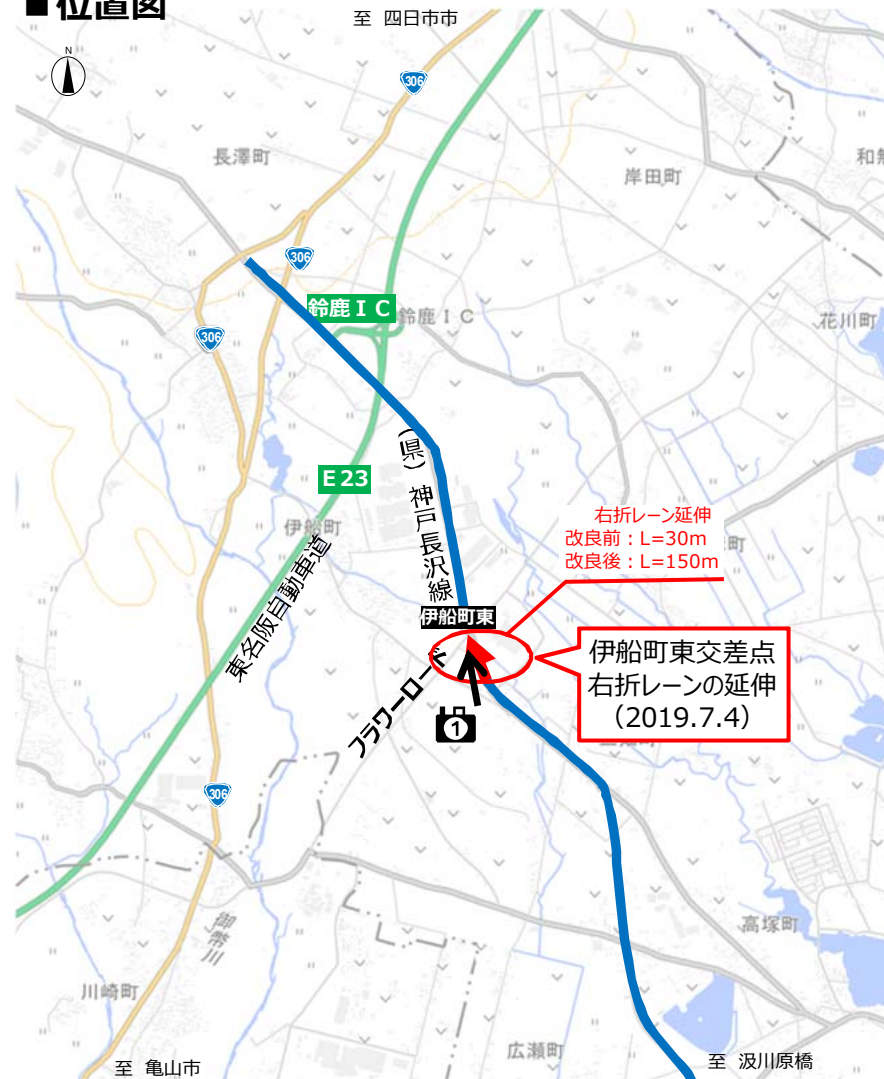 ■位置図
至 四日市市
N
306
長澤町
岸田町
306
鈴鹿ＩＣ
鈴鹿ＩＣ
花川町
306
(県) 神戸長沢線
E23
伊船町
東名阪自動車道
右折レーン延伸
改良前：L=30m
改良後：L=150m
町
伊船町東
伊船町東交差点
右折レーンの延伸
（2019.7.4）
フラワーロード
1
306
御幣川
高塚町
川崎町
広瀬町
至 亀山市
至 汲川原橋